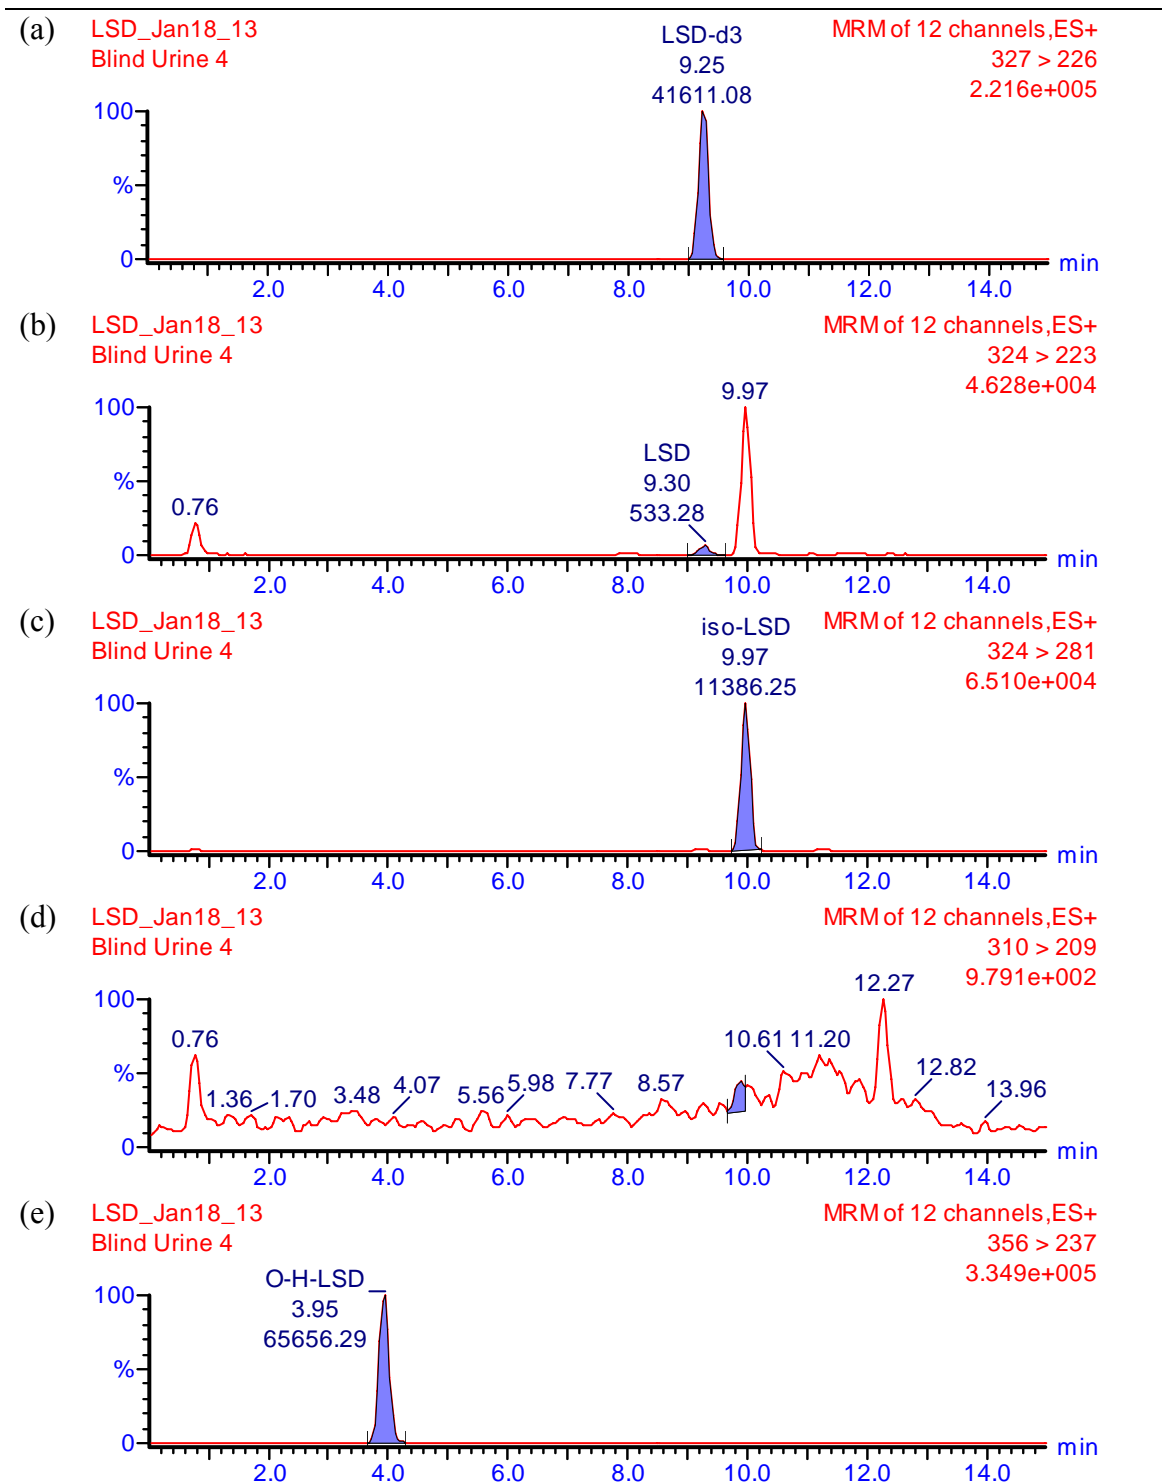 (a)
LSD_Jan18_13
Blind Urine 4
LSD-d3
9.25
41611.08
MRM of 12 channels,ES+
327 > 226
2.216e+005
100
%
0
2.0 4.0 6.0 8.0 10.0 12.0 14.0
min
(b)
LSD_Jan18_13
Blind Urine 4
MRM of 12 channels,ES+
324 > 223
4.628e+004
100
%
0
0.76
LSD
9.30
533.28
9.97
2.0 4.0 6.0 8.0 10.0 12.0 14.0
min
(c)
LSD_Jan18_13
Blind Urine 4
iso-LSD
9.97
11386.25
MRM of 12 channels,ES+
324 > 281
6.510e+004
100
%
0
2.0 4.0 6.0 8.0 10.0 12.0 14.0
min
(d)
LSD_Jan18_13
Blind Urine 4
MRM of 12 channels,ES+
310 > 209
9.791e+002
100
%
0
0.76 1.36 1.70 3.48 4.07 5.56 5.98 7.77 8.57 10.61 11.20 12.27 12.82 13.96
2.0 4.0 6.0 8.0 10.0 12.0 14.0
min
(e)
LSD_Jan18_13
Blind Urine 4
O-H-LSD
3.95
65656.29
MRM of 12 channels,ES+
356 > 237
3.349e+005
100
%
0
2.0 4.0 6.0 8.0 10.0 12.0 14.0
min